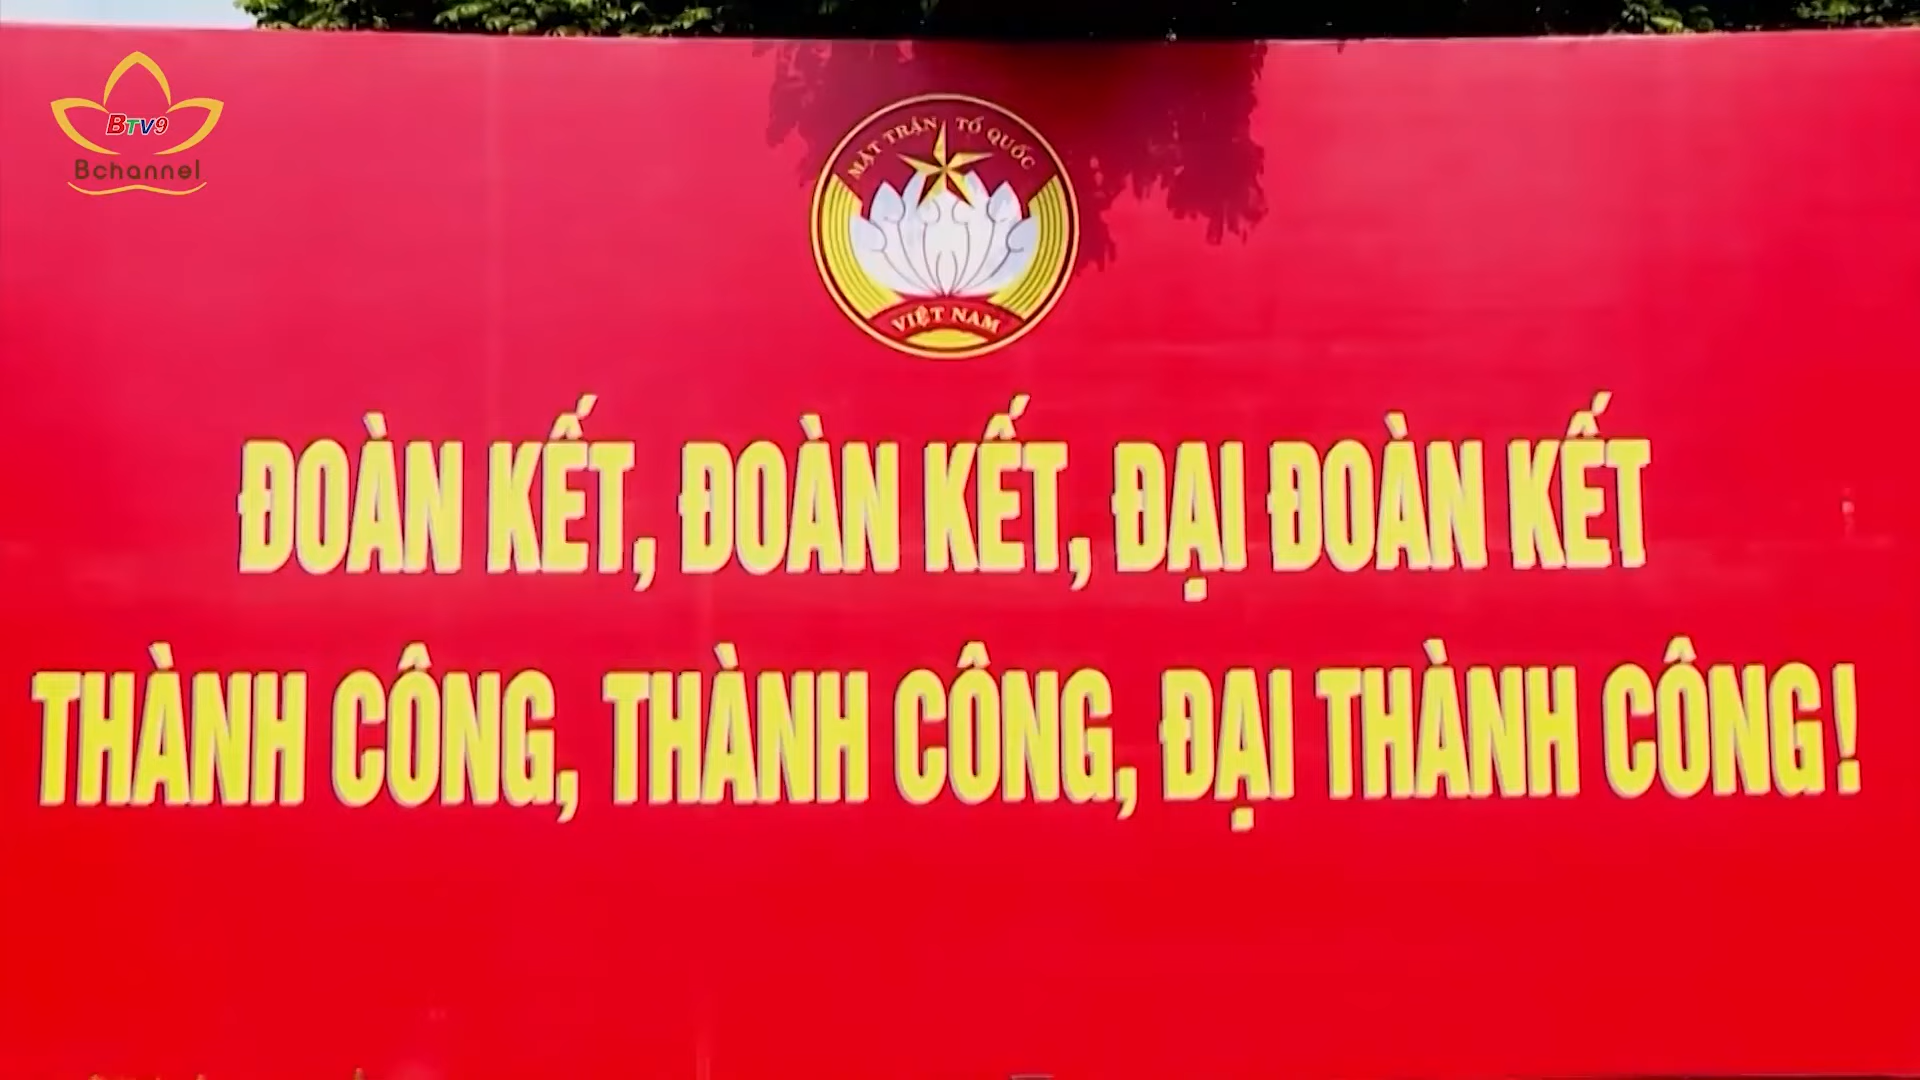 BTV9
Bchannel
MẶT TRẬN TỔ QUỐC
VIỆT NAM
ĐOÀN KẾT, ĐOÀN KẾT, ĐẠI ĐOÀN KẾT
THÀNH CÔNG, THÀNH CÔNG, ĐẠI THÀNH CÔNG!